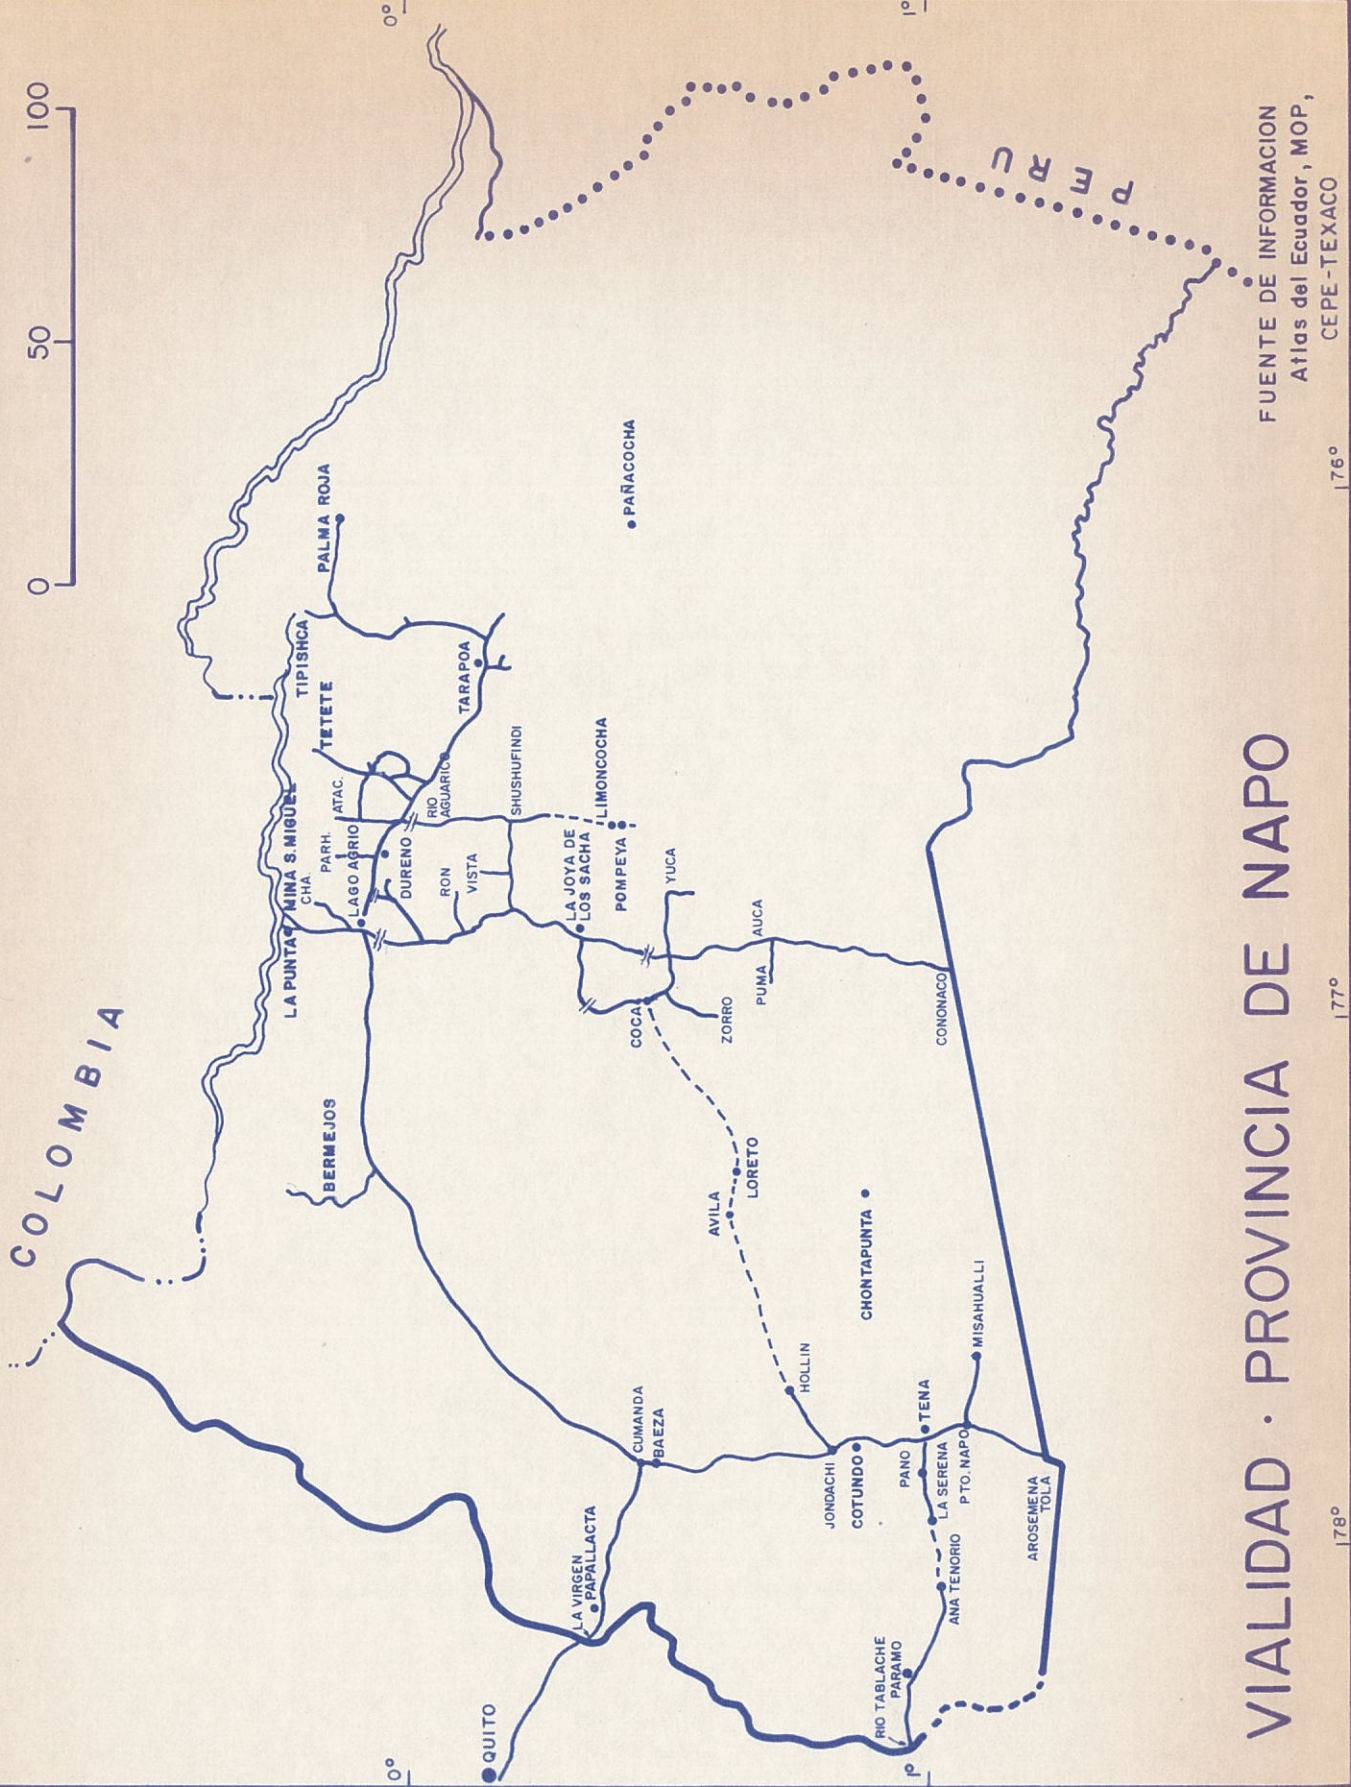 COLOMBIA
0 50 100
0°
0°
QUITO
LA VIRGEN
PAPALLACTA
CUMANDA
BAEZA
BERMEJOS
LA PUNTA
MINA S. MIGUEL
CHA.
PARH.
ATAC.
LAGO AGRIO
DURENO
TETETE
TIPISHCA
PALMA ROJA
TARAPOA
RIO
AGUARICO
RON
VISTA
SHUSHUFINDI
LIMONCOCHA
LA JOYA DE
LOS SACHA
POMPEYA
PAÑACOCHA
YUCA
COCA
ZORRO
PUMA
AUCA
CONONACO
AVILA
LORETO
HOLLIN
CHONTAPUNTA
JONDACHI
COTUNDO
PANO
TENA
LA SERENA
PTO. NAPO
MISAHUALLI
ANA TENORIO
RIO TABLACHE
PARAMO
AROSEMENA
TOLA
PERU
1°
1°
FUENTE DE INFORMACION
Atlas del Ecuador, MOP,
CEPE-TEXACO
VIALIDAD · PROVINCIA DE NAPO
78°
77°
76°